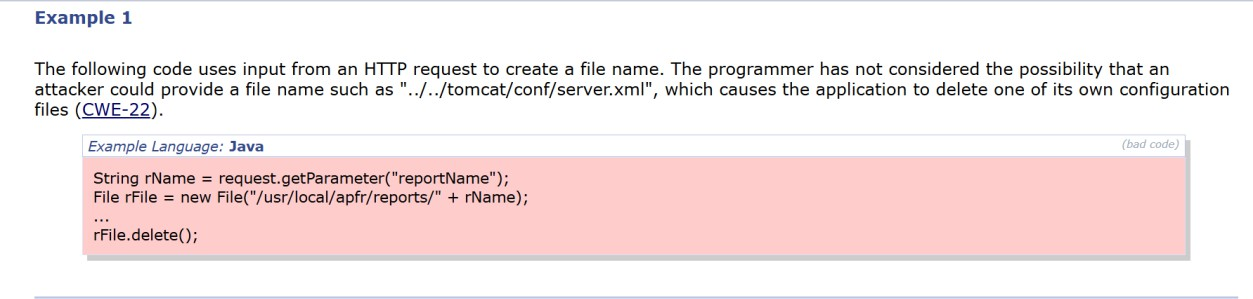 Example 1
The following code uses input from an HTTP request to create a file name. The programmer has not considered the possibility that an
attacker could provide a file name such as "../../tomcat/conf/server.xml", which causes the application to delete one of its own configuration
files (CWE-22).
Example Language: Java (bad code)
String rName = request.getParameter("reportName");
File rFile = new File("/usr/local/apfr/reports/" + rName);
...
rFile.delete();